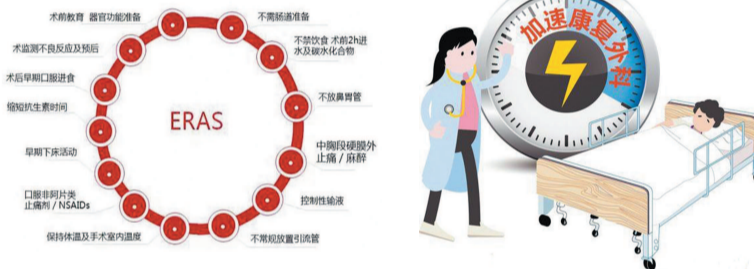 术前教育 器官功能准备
不需肠道准备
不禁饮食 术前2h进
水及碳水化合物
不放鼻胃管
中胸段硬膜外
止痛/麻醉
控制性输液
不常规放置引流管
保持体温及手术室内温度
口服非阿片类
止痛剂/NSAIDs
早期下床活动
缩短抗生素时间
术后早期口服进食
术监测不良反应及预后
ERAS
加速康复外科